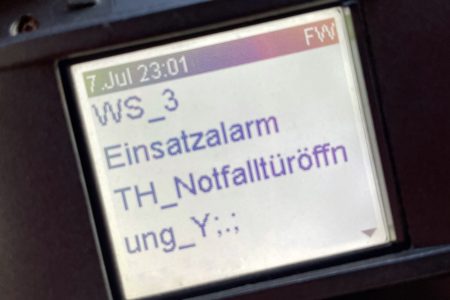 7.Jul 23:01 FW
WS_3
Einsatzalarm
TH_Notfalltüröffn
ung_Y;.;